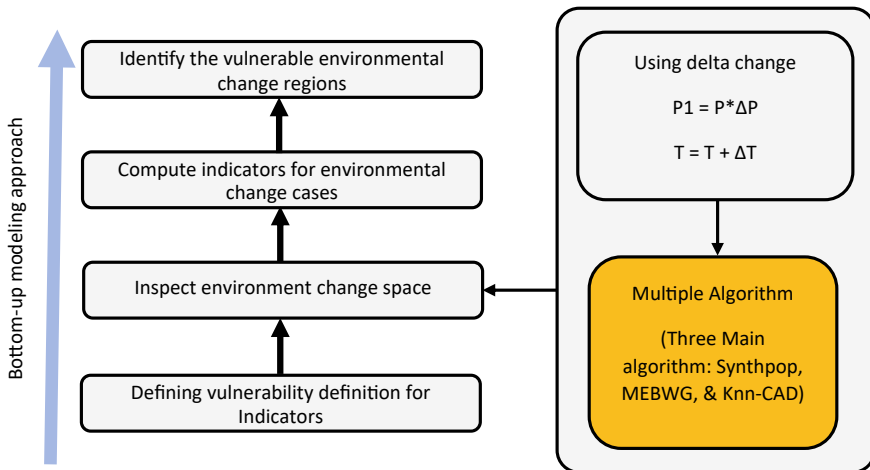 Bottom-up modeling approach
Identify the vulnerable environmental
change regions
Compute indicators for environmental
change cases
Inspect environment change space
Defining vulnerability definition for
Indicators
Using delta change
P1 = P*ΔP
T = T + ΔT
Multiple Algorithm
(Three Main
algorithm: Synthpop,
MEBWG, & Knn-CAD)